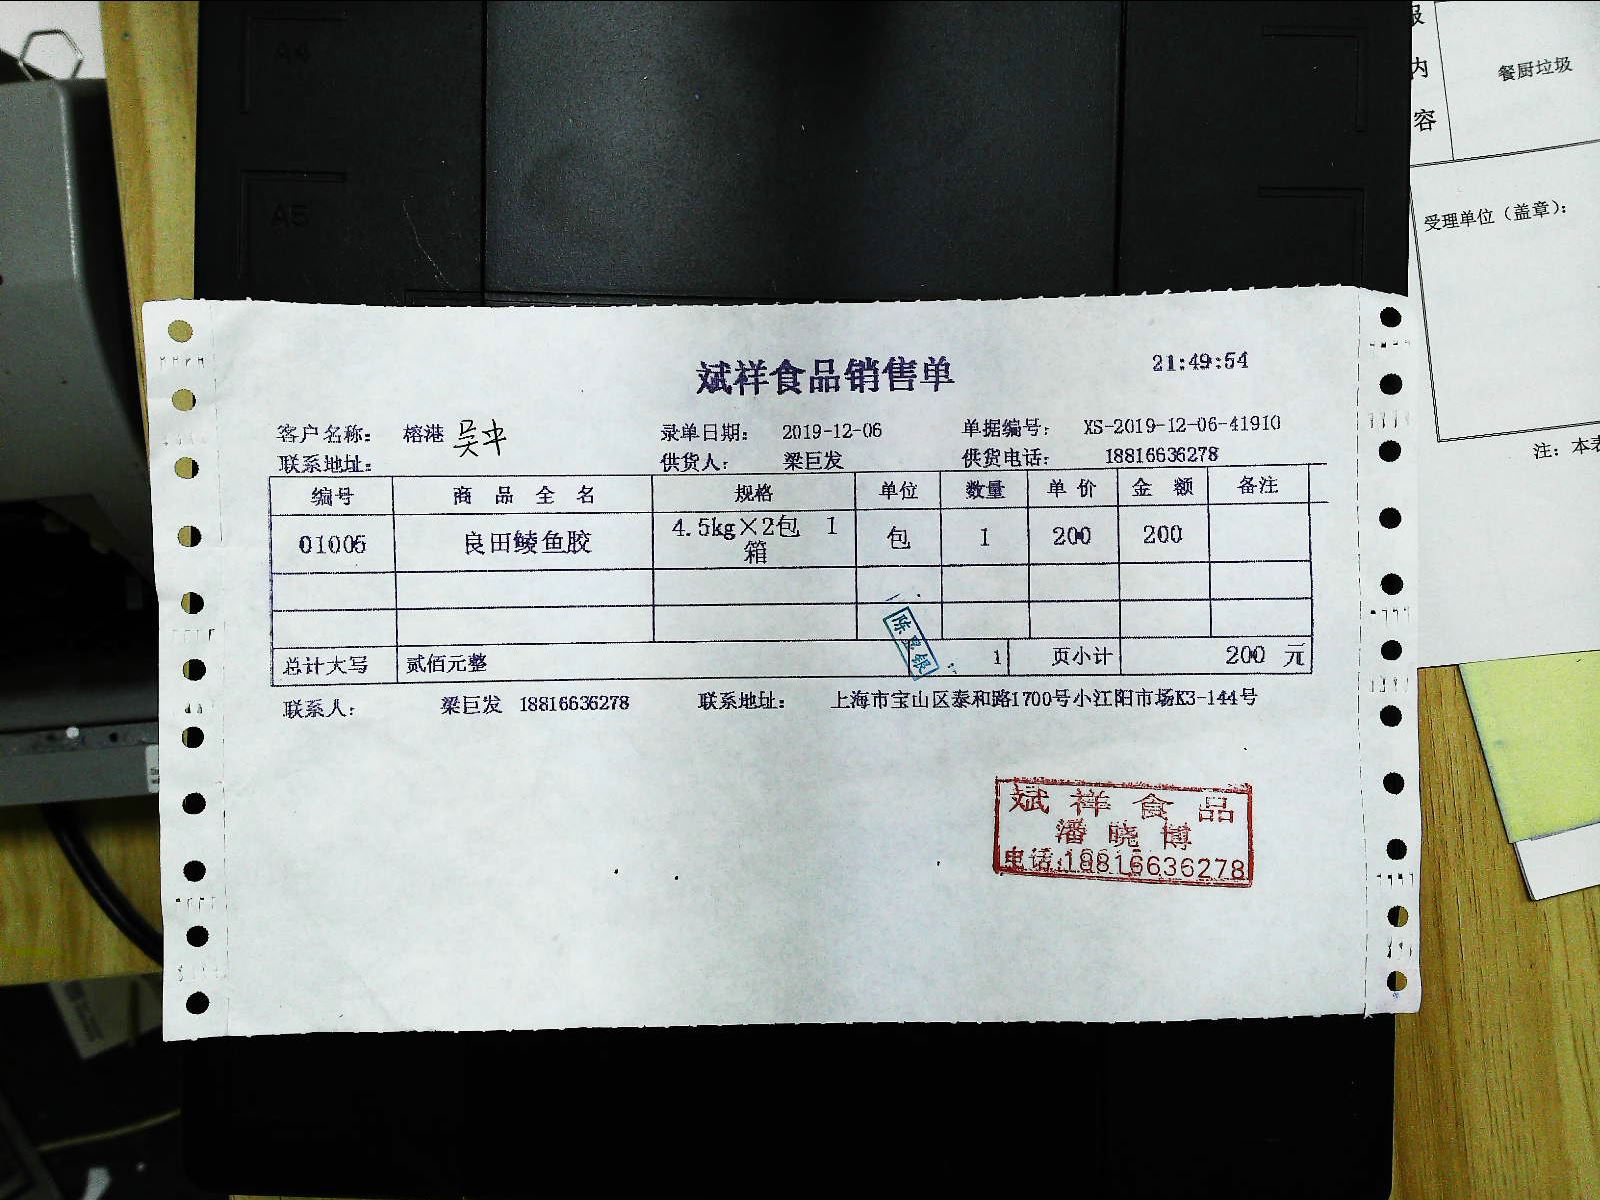 A4
A5
服
内
容
餐厨垃圾
受理单位（盖章）：
注：本表
斌祥食品销售单
21:49:54
客户名称： 榕港 录单日期： 2019-12-06 单据编号： XS-2019-12-06-41910
联系地址： 供货人： 梁巨发 供货电话： 18816636278
编号 商 品 全 名 规格 单位 数量 单 价 金 额 备注
01005 良田鲮鱼胶 4.5kg×2包 1箱 包 1 200 200
总计大写 贰佰元整 1 页小计 200 元
联系人： 梁巨发 18816636278 联系地址： 上海市宝山区泰和路1700号小江阳市场K3-144号
斌祥食品
潘晓博
电话:18816636278